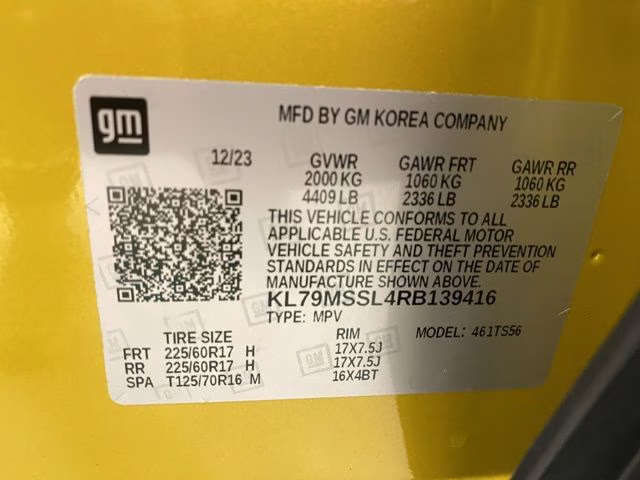 gm
MFD BY GM KOREA COMPANY
12/23 GVWR GAWR FRT GAWR RR
2000 KG 1060 KG 1060 KG
4409 LB 2336 LB 2336 LB
THIS VEHICLE CONFORMS TO ALL
APPLICABLE U.S. FEDERAL MOTOR
VEHICLE SAFETY AND THEFT PREVENTION
STANDARDS IN EFFECT ON THE DATE OF
MANUFACTURE SHOWN ABOVE.
KL79MSSL4RB139416
TYPE: MPV MODEL: 461TS56
TIRE SIZE RIM
FRT 225/60R17 H 17X7.5J
RR 225/60R17 H 17X7.5J
SPA T125/70R16 M 16X4BT